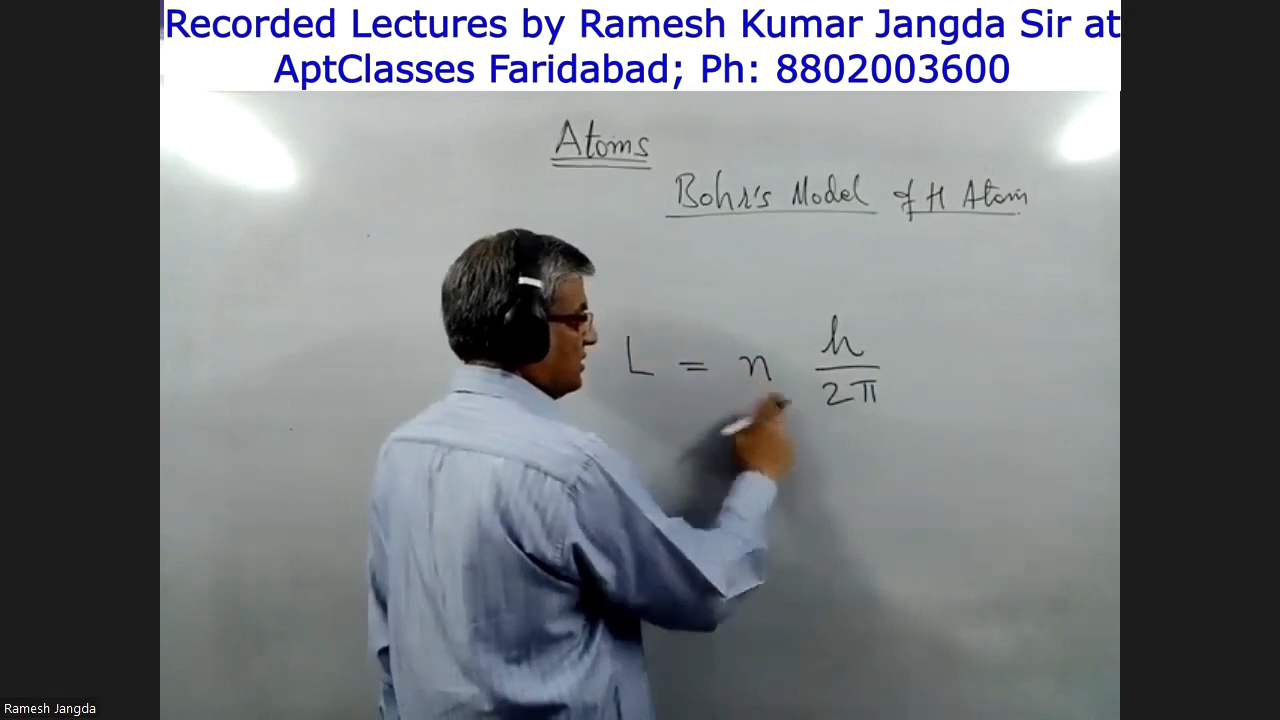 Recorded Lectures by Ramesh Kumar Jangda Sir at
AptClasses Faridabad; Ph: 8802003600
Atoms
Bohr's Model of H Atom
L = n h/2π
Ramesh Jangda